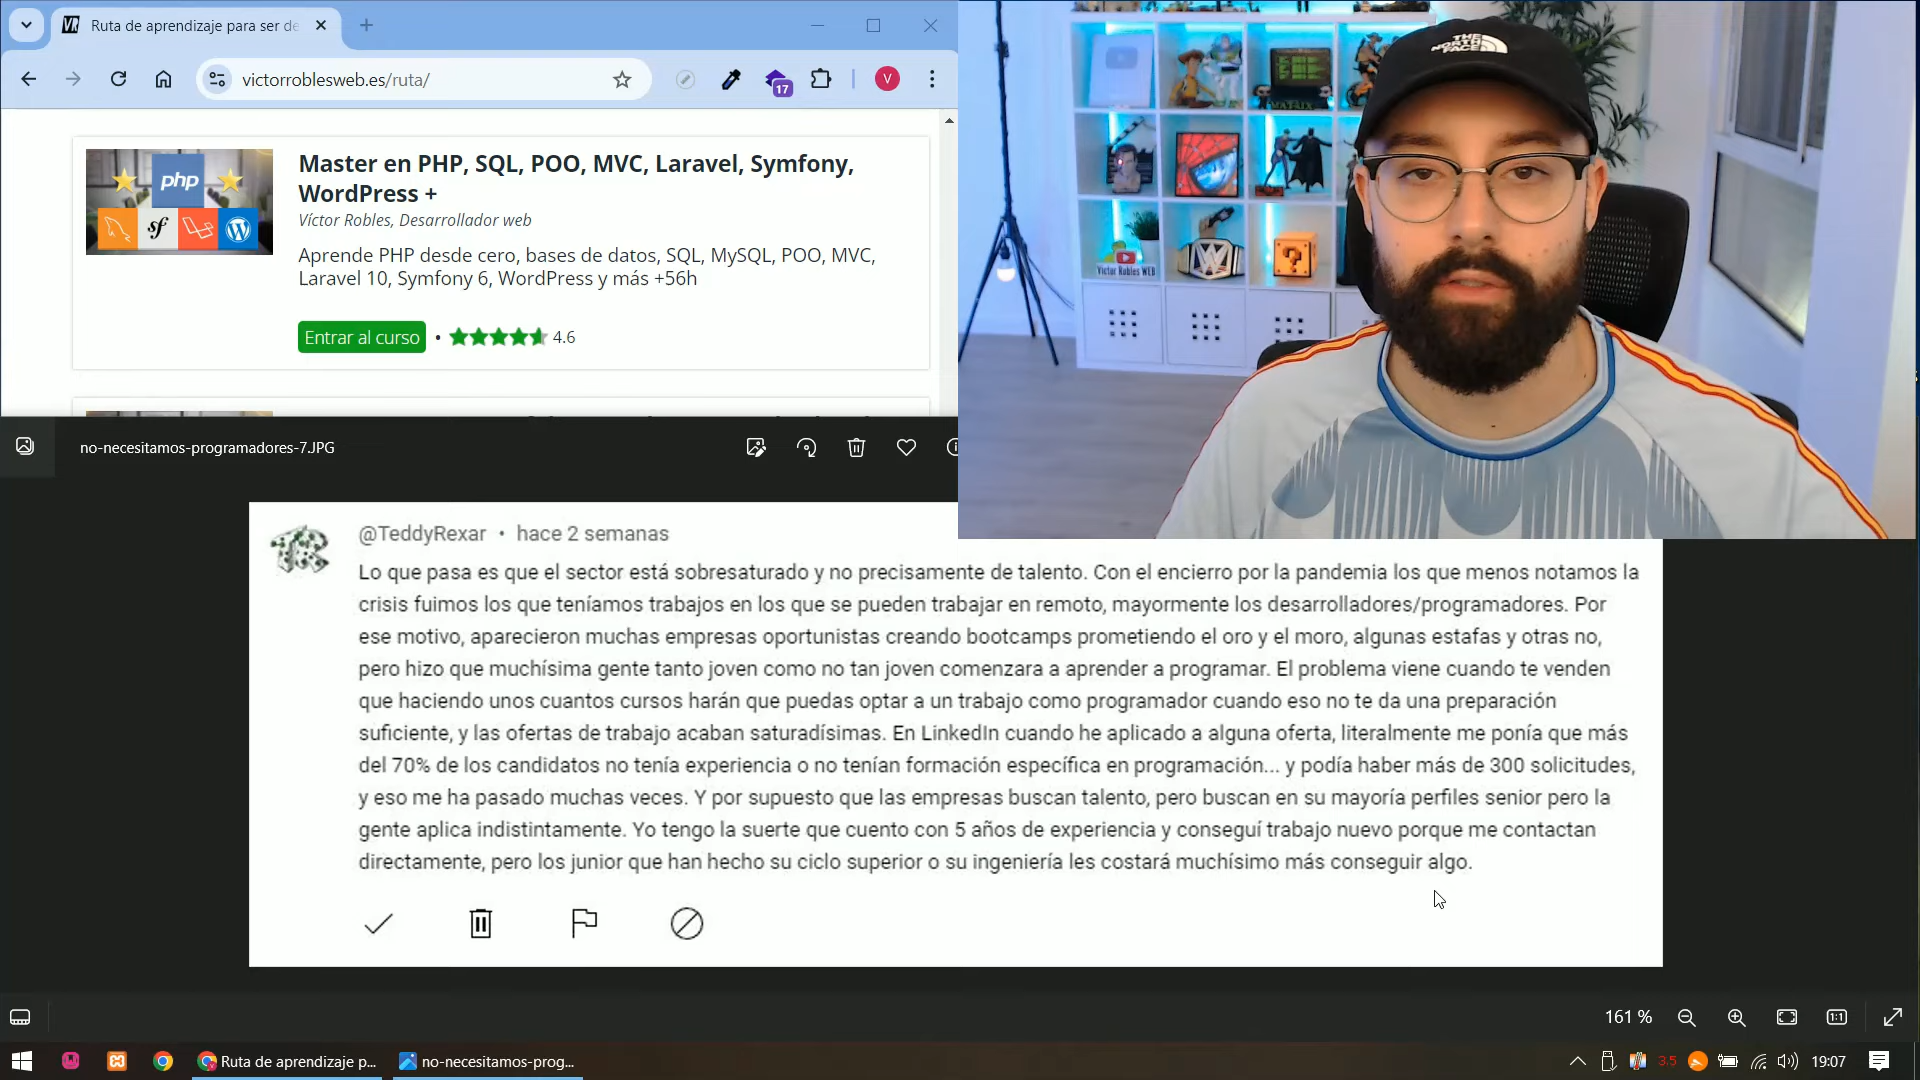 Ruta de aprendizaje para ser de
victorroblesweb.es/ruta/
17
V
php
Master en PHP, SQL, POO, MVC, Laravel, Symfony,
WordPress +
Víctor Robles, Desarrollador web
Aprende PHP desde cero, bases de datos, SQL, MySQL, POO, MVC,
Laravel 10, Symfony 6, WordPress y más +56h
Entrar al curso • 4.6
THE
NORTH
FACE
MATRIX
Victor Robles WEB
no-necesitamos-programadores-7.JPG
@TeddyRexar • hace 2 semanas
Lo que pasa es que el sector está sobresaturado y no precisamente de talento. Con el encierro por la pandemia los que menos notamos la
crisis fuimos los que teníamos trabajos en los que se pueden trabajar en remoto, mayormente los desarrolladores/programadores. Por
ese motivo, aparecieron muchas empresas oportunistas creando bootcamps prometiendo el oro y el moro, algunas estafas y otras no,
pero hizo que muchísima gente tanto joven como no tan joven comenzara a aprender a programar. El problema viene cuando te venden
que haciendo unos cuantos cursos harán que puedas optar a un trabajo como programador cuando eso no te da una preparación
suficiente, y las ofertas de trabajo acaban saturadísimas. En LinkedIn cuando he aplicado a alguna oferta, literalmente me ponía que más
del 70% de los candidatos no tenía experiencia o no tenían formación específica en programación... y podía haber más de 300 solicitudes,
y eso me ha pasado muchas veces. Y por supuesto que las empresas buscan talento, pero buscan en su mayoría perfiles senior pero la
gente aplica indistintamente. Yo tengo la suerte que cuento con 5 años de experiencia y conseguí trabajo nuevo porque me contactan
directamente, pero los junior que han hecho su ciclo superior o su ingeniería les costará muchísimo más conseguir algo.
161 %
1:1
Ruta de aprendizaje p...
no-necesitamos-prog...
3.5
19:07